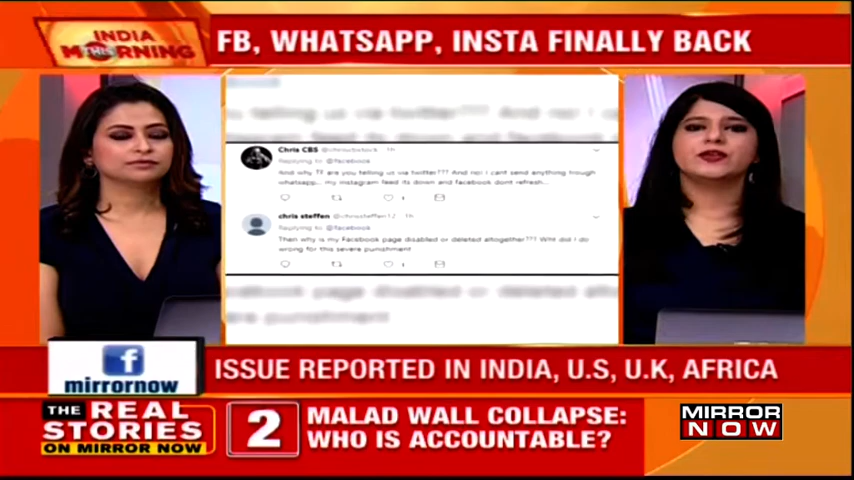 INDIA
THIS
MORNING
FB, WHATSAPP, INSTA FINALLY BACK
Chris CBS 1h
Replying to @facebook
And why TF are you telling us via twitter??? And no! i cant send anything trough
whatsapp... my instagram feed its down and facebook dont refresh...
chris steffen @chrissteffen12 1h
Replying to @facebook
Then why is my Facebook page disabled or deleted altogether??? Wht did I do
wrong for this severe punishment
f
mirrornow
ISSUE REPORTED IN INDIA, U.S, U.K, AFRICA
THE REAL
STORIES
ON MIRROR NOW
2
MALAD WALL COLLAPSE:
WHO IS ACCOUNTABLE?
MIRROR
NOW